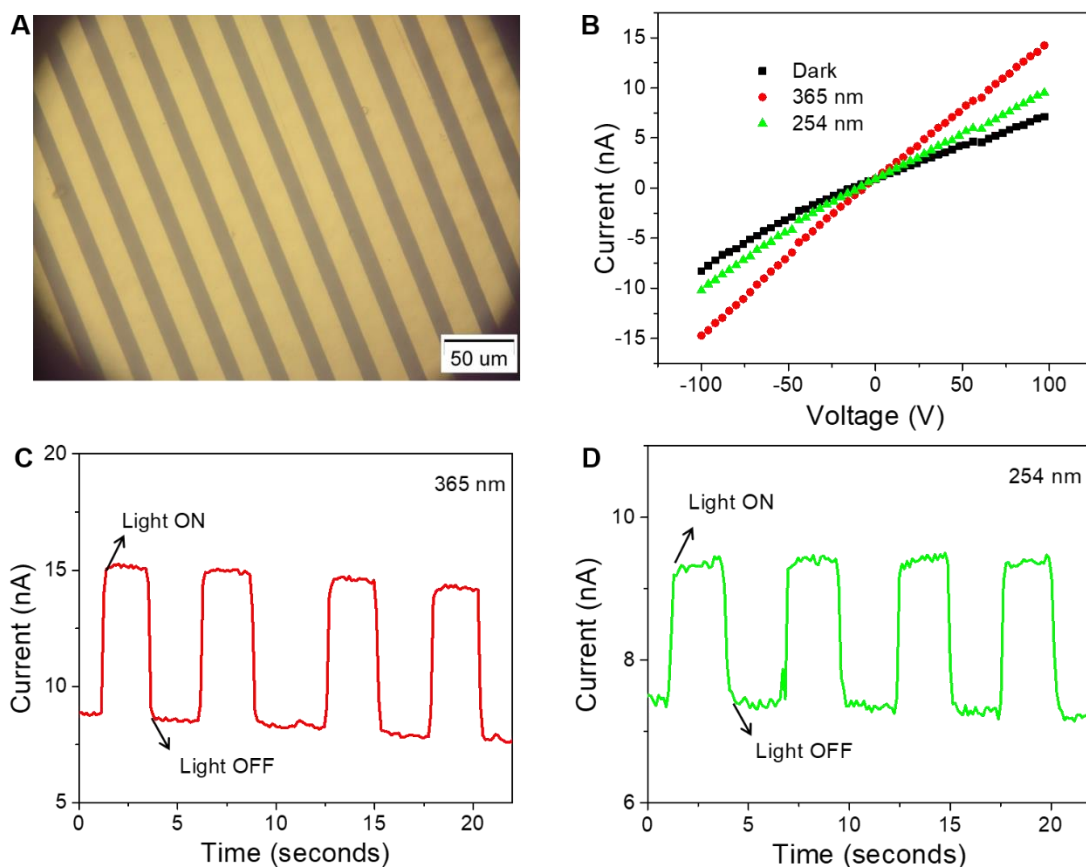 A
50 um
B
Dark
365 nm
254 nm
15
10
5
0
-5
-10
-15
Current (nA)
-100
-50
0
50
100
Voltage (V)
C
365 nm
Light ON
Light OFF
20
15
10
5
Current (nA)
0
5
10
15
20
Time (seconds)
D
254 nm
Light ON
Light OFF
10
8
6
Current (nA)
0
5
10
15
20
Time (seconds)